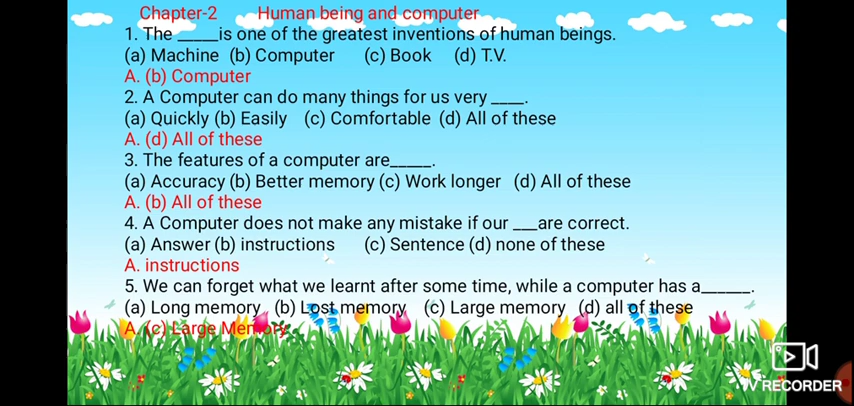 Chapter-2 Human being and computer
1. The _____is one of the greatest inventions of human beings.
(a) Machine (b) Computer (c) Book (d) T.V.
A. (b) Computer
2. A Computer can do many things for us very ____.
(a) Quickly (b) Easily (c) Comfortable (d) All of these
A. (d) All of these
3. The features of a computer are_____.
(a) Accuracy (b) Better memory (c) Work longer (d) All of these
A. (b) All of these
4. A Computer does not make any mistake if our ___are correct.
(a) Answer (b) instructions (c) Sentence (d) none of these
A. instructions
5. We can forget what we learnt after some time, while a computer has a______.
(a) Long memory (b) Lost memory (c) Large memory (d) all of these
A. (c) Large Memory
V RECORDER